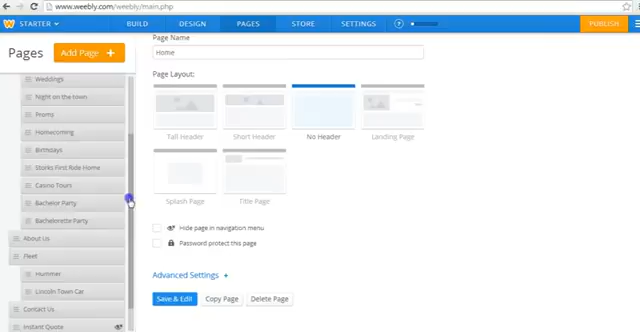 www.weebly.com/weebly/main.php
STARTER BUILD DESIGN PAGES STORE SETTINGS ? PUBLISH
Pages
Add Page +
Weddings
Night on the town
Proms
Homecoming
Birthdays
Storks First Ride Home
Casino Tours
Bachelor Party
Bachelorette Party
About Us
Fleet
Hummer
Lincoln Town Car
Contact Us
Instant Quote
Page Name
Home
Page Layout:
Tall Header
Short Header
No Header
Landing Page
Splash Page
Title Page
Hide page in navigation menu
Password protect this page
Advanced Settings +
Save & Edit
Copy Page
Delete Page